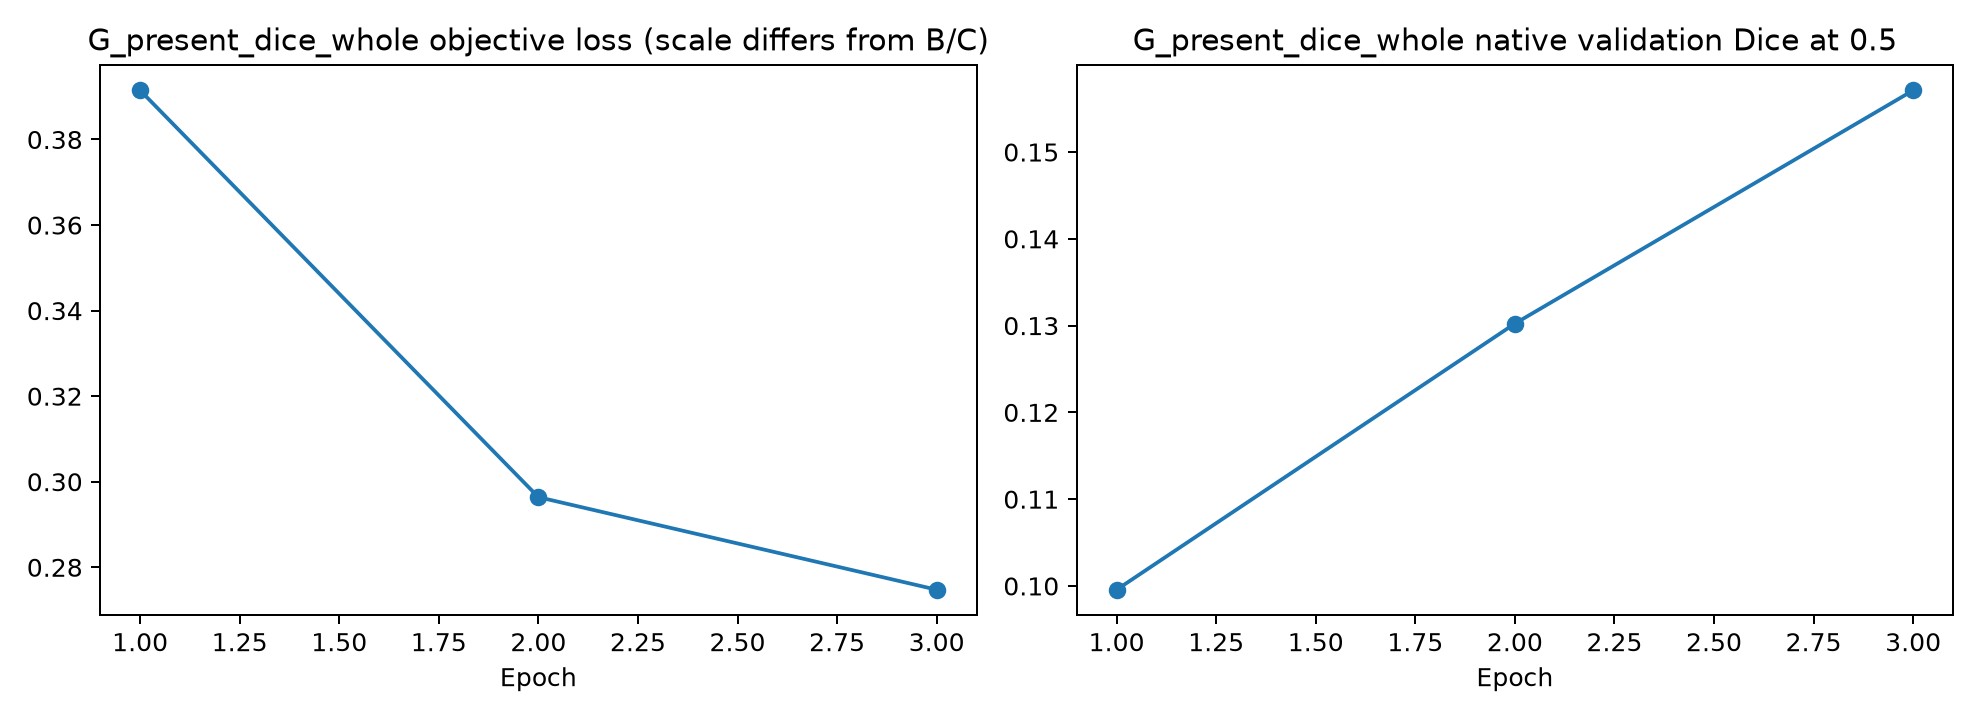 G_present_dice_whole objective loss (scale differs from B/C)
0.38
0.36
0.34
0.32
0.30
0.28
1.00 1.25 1.50 1.75 2.00 2.25 2.50 2.75 3.00
Epoch
G_present_dice_whole native validation Dice at 0.5
0.15
0.14
0.13
0.12
0.11
0.10
1.00 1.25 1.50 1.75 2.00 2.25 2.50 2.75 3.00
Epoch